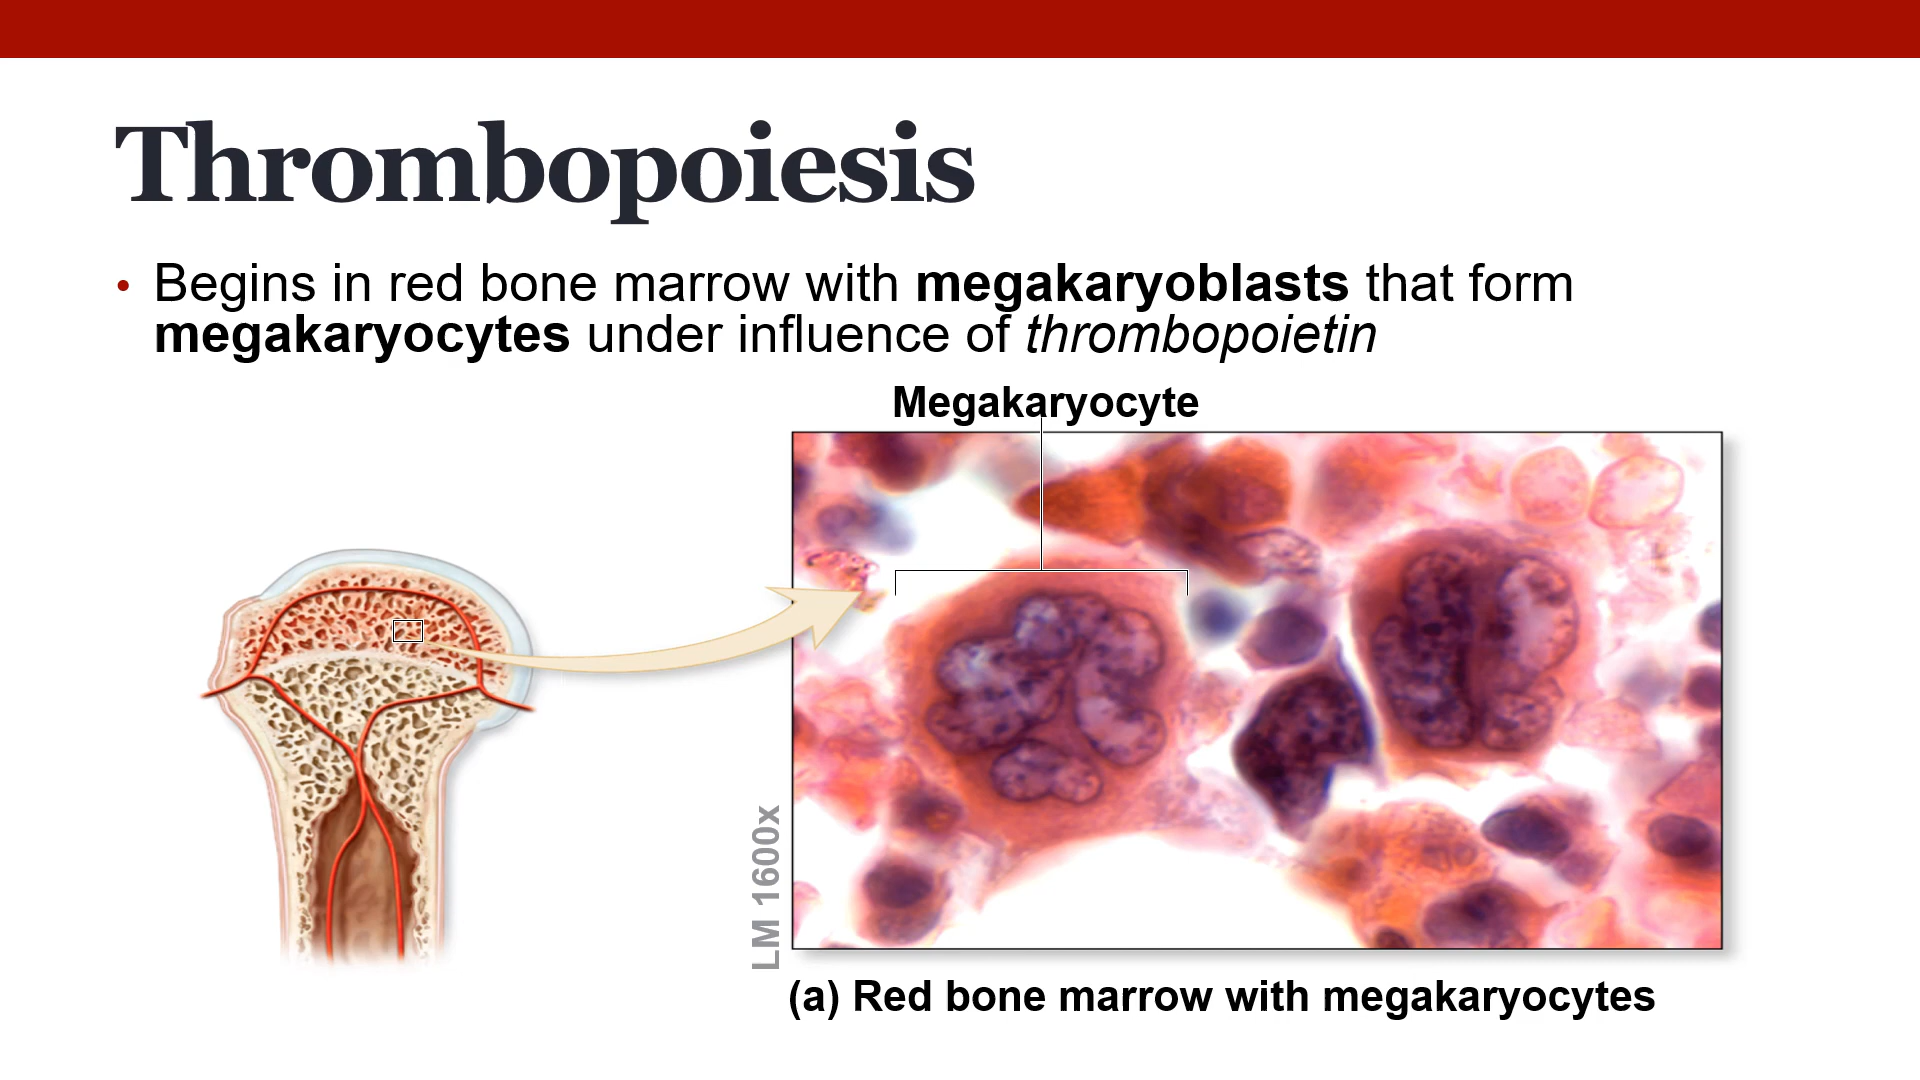 Thrombopoiesis
• Begins in red bone marrow with megakaryoblasts that form
megakaryocytes under influence of thrombopoietin
Megakaryocyte
LM 1600x
(a) Red bone marrow with megakaryocytes